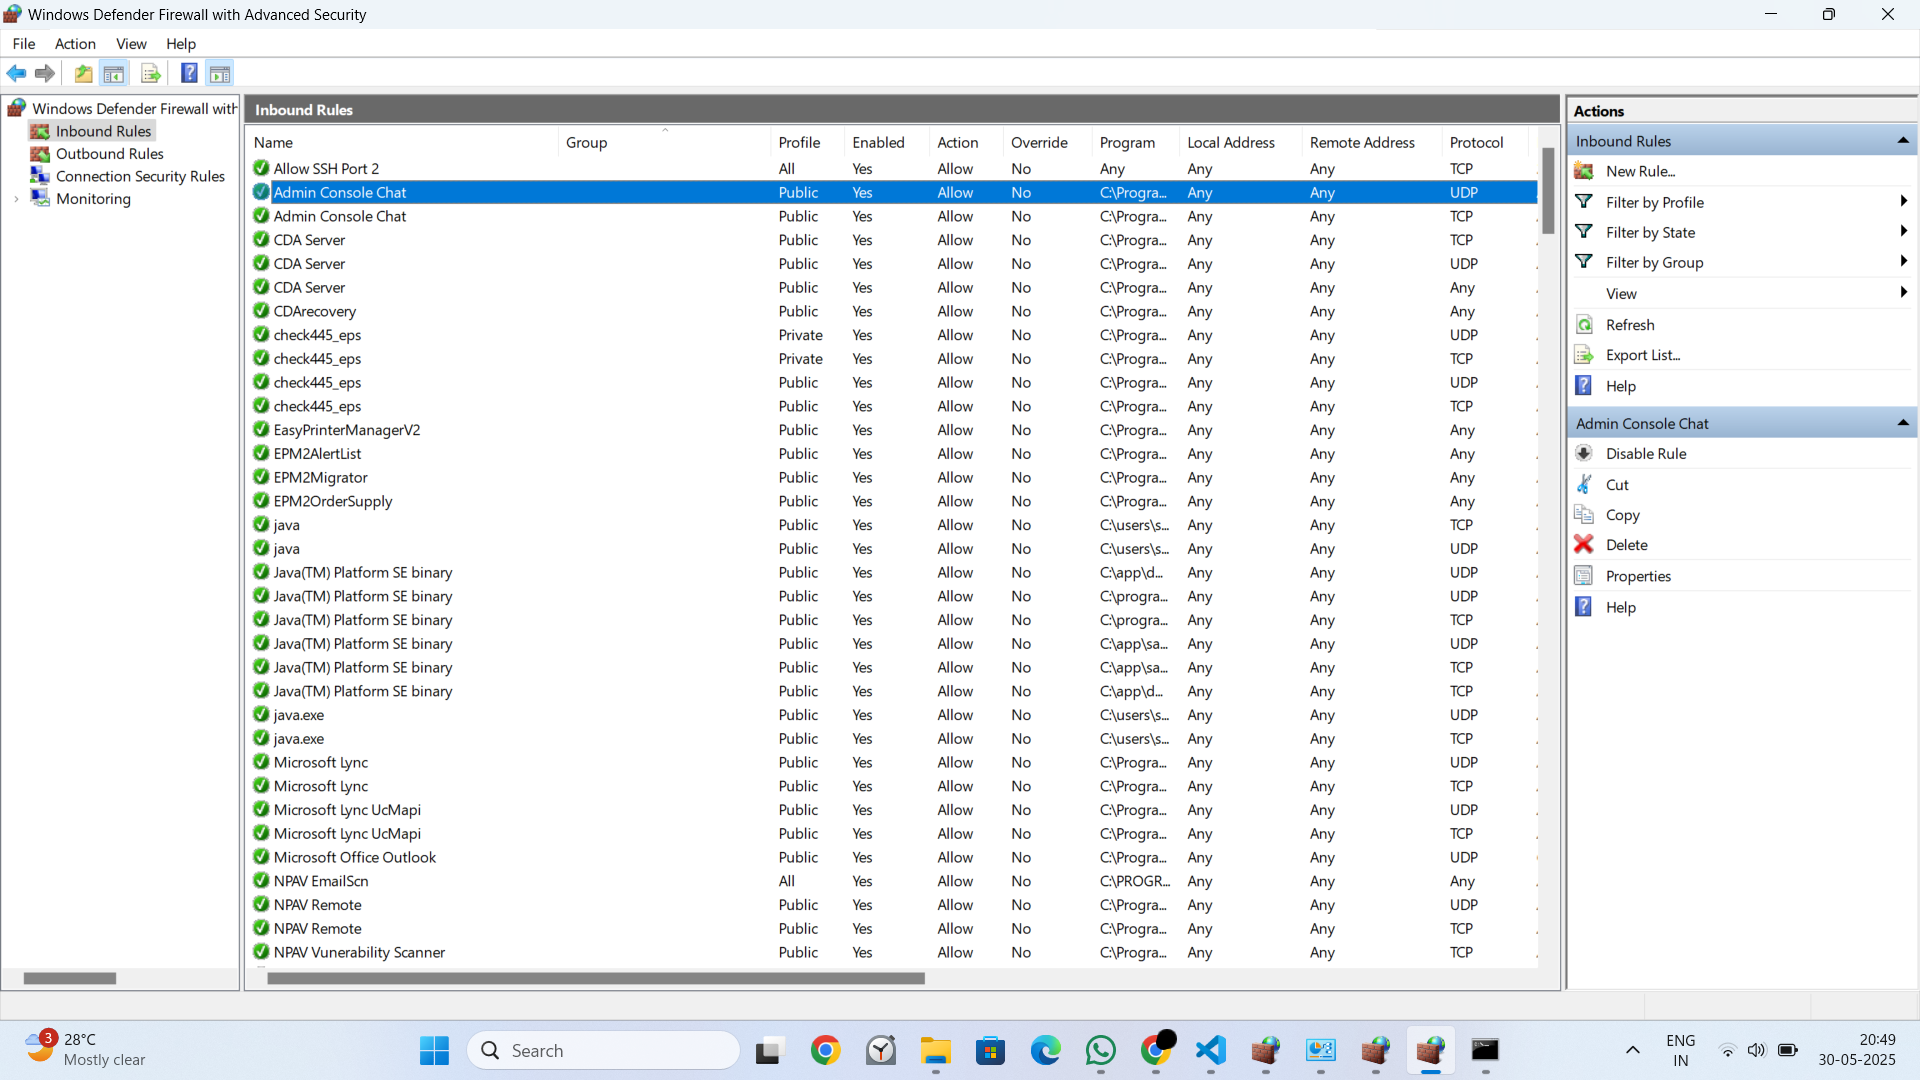 Windows Defender Firewall with Advanced Security
File Action View Help
Windows Defender Firewall with
Inbound Rules
Outbound Rules
Connection Security Rules
Monitoring
Inbound Rules
Name Group Profile Enabled Action Override Program Local Address Remote Address Protocol
Allow SSH Port 2 All Yes Allow No Any Any Any TCP
Admin Console Chat Public Yes Allow No C:\Progra... Any Any UDP
Admin Console Chat Public Yes Allow No C:\Progra... Any Any TCP
CDA Server Public Yes Allow No C:\Progra... Any Any TCP
CDA Server Public Yes Allow No C:\Progra... Any Any UDP
CDA Server Public Yes Allow No C:\Progra... Any Any Any
CDArecovery Public Yes Allow No C:\Progra... Any Any Any
check445_eps Private Yes Allow No C:\Progra... Any Any UDP
check445_eps Private Yes Allow No C:\Progra... Any Any TCP
check445_eps Public Yes Allow No C:\Progra... Any Any UDP
check445_eps Public Yes Allow No C:\Progra... Any Any TCP
EasyPrinterManagerV2 Public Yes Allow No C:\Progra... Any Any Any
EPM2AlertList Public Yes Allow No C:\Progra... Any Any Any
EPM2Migrator Public Yes Allow No C:\Progra... Any Any Any
EPM2OrderSupply Public Yes Allow No C:\Progra... Any Any Any
java Public Yes Allow No C:\users\s... Any Any TCP
java Public Yes Allow No C:\users\s... Any Any UDP
Java(TM) Platform SE binary Public Yes Allow No C:\app\d... Any Any UDP
Java(TM) Platform SE binary Public Yes Allow No C:\progra... Any Any UDP
Java(TM) Platform SE binary Public Yes Allow No C:\progra... Any Any TCP
Java(TM) Platform SE binary Public Yes Allow No C:\app\sa... Any Any UDP
Java(TM) Platform SE binary Public Yes Allow No C:\app\sa... Any Any TCP
Java(TM) Platform SE binary Public Yes Allow No C:\app\d... Any Any TCP
java.exe Public Yes Allow No C:\users\s... Any Any UDP
java.exe Public Yes Allow No C:\users\s... Any Any TCP
Microsoft Lync Public Yes Allow No C:\Progra... Any Any UDP
Microsoft Lync Public Yes Allow No C:\Progra... Any Any TCP
Microsoft Lync UcMapi Public Yes Allow No C:\Progra... Any Any UDP
Microsoft Lync UcMapi Public Yes Allow No C:\Progra... Any Any TCP
Microsoft Office Outlook Public Yes Allow No C:\Progra... Any Any UDP
NPAV EmailScn All Yes Allow No C:\PROGR... Any Any Any
NPAV Remote Public Yes Allow No C:\Progra... Any Any UDP
NPAV Remote Public Yes Allow No C:\Progra... Any Any TCP
NPAV Vunerability Scanner Public Yes Allow No C:\Progra... Any Any TCP
Actions
Inbound Rules
New Rule...
Filter by Profile
Filter by State
Filter by Group
View
Refresh
Export List...
Help
Admin Console Chat
Disable Rule
Cut
Copy
Delete
Properties
Help
3
28°C
Mostly clear
Search
ENG
IN
20:49
30-05-2025